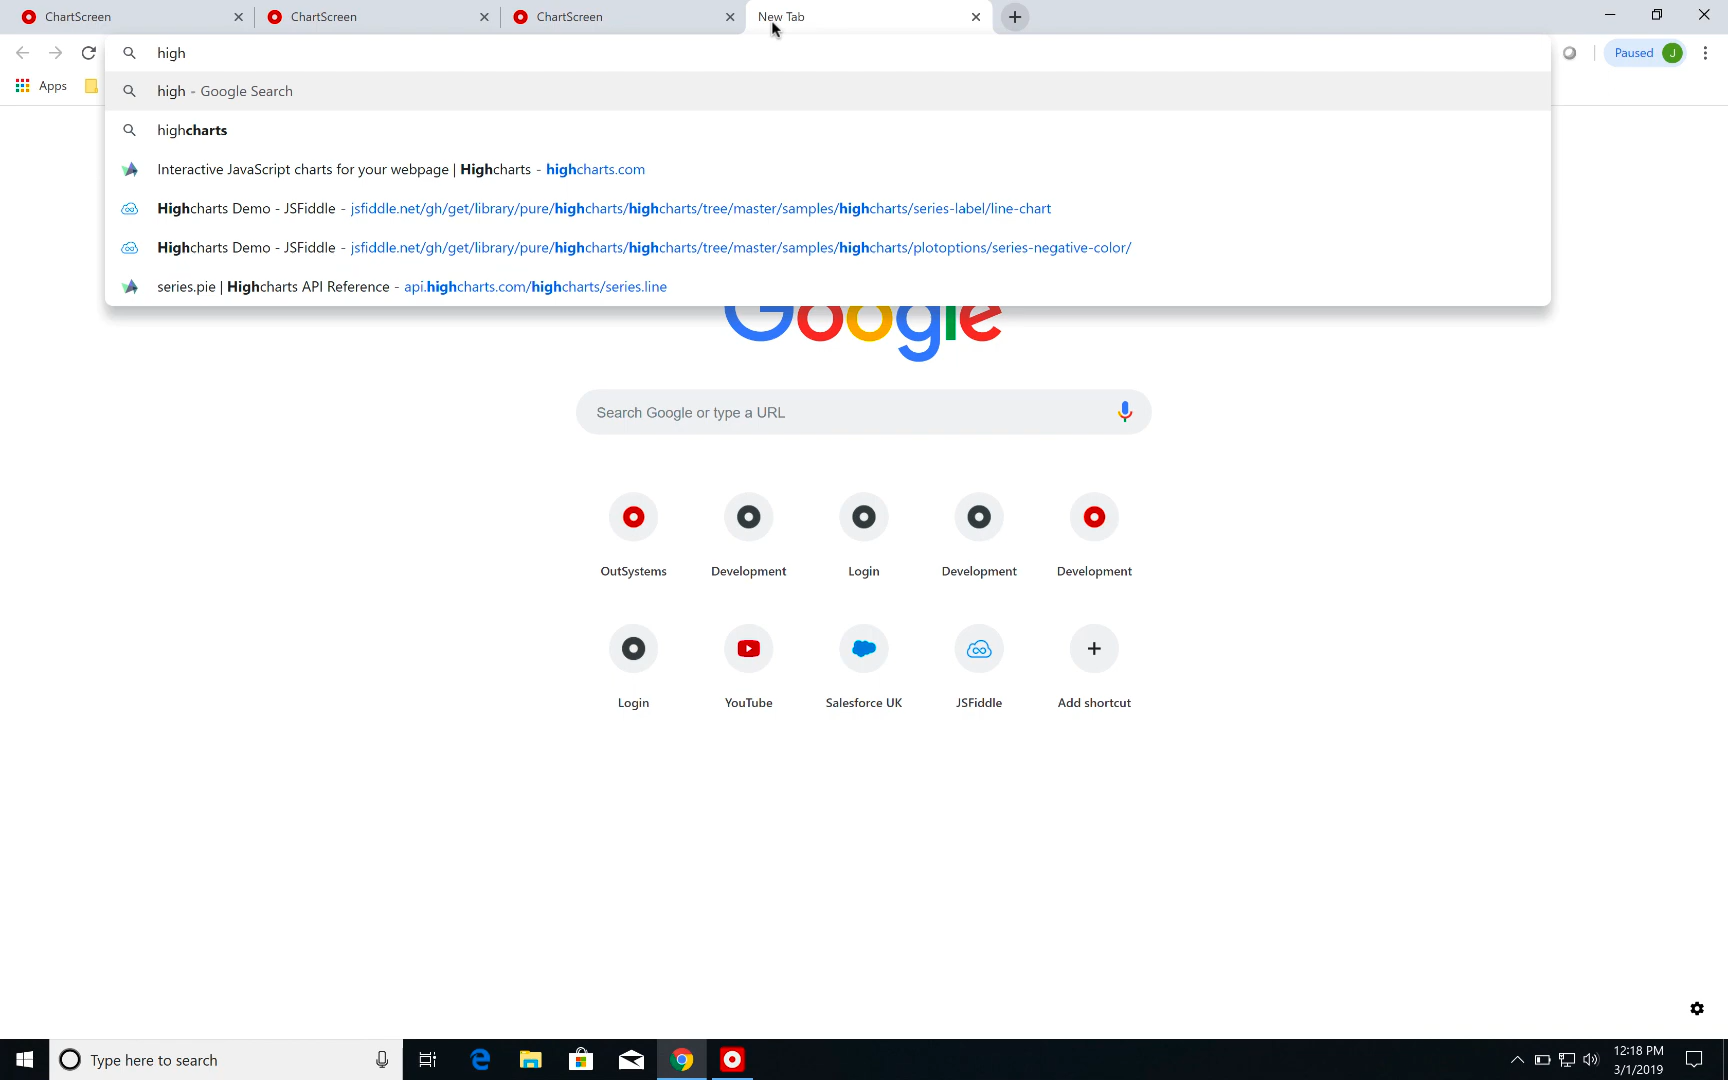 ChartScreen
ChartScreen
ChartScreen
New Tab
high
Paused J
Apps
high - Google Search
highcharts
Interactive JavaScript charts for your webpage | Highcharts - highcharts.com
Highcharts Demo - JSFiddle - jsfiddle.net/gh/get/library/pure/highcharts/highcharts/tree/master/samples/highcharts/series-label/line-chart
Highcharts Demo - JSFiddle - jsfiddle.net/gh/get/library/pure/highcharts/highcharts/tree/master/samples/highcharts/plotoptions/series-negative-color/
series.pie | Highcharts API Reference - api.highcharts.com/highcharts/series.line
Google
Search Google or type a URL
OutSystems
Development
Login
Development
Development
Login
YouTube
Salesforce UK
JSFiddle
Add shortcut
Type here to search
12:18 PM
3/1/2019